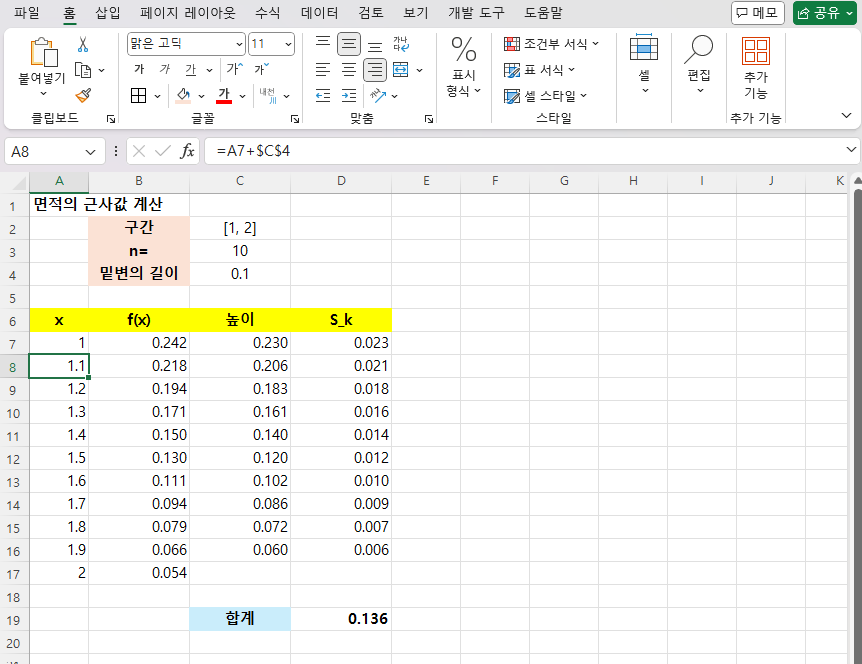 파일 홈 삽입 페이지 레이아웃 수식 데이터 검토 보기 개발 도구 도움말 메모 공유
붙여넣기
클립보드
맑은 고딕 11
가 가 가 가 가
가
글꼴
맞춤
표시 형식
조건부 서식
표 서식
셀 스타일
스타일
셀
편집
추가 기능
추가 기능
A8 fx =A7+$C$4
A B C D E F G H I J K
1 면적의 근사값 계산
2 구간 [1, 2]
3 n= 10
4 밑변의 길이 0.1
5
6 x f(x) 높이 S_k
7 1 0.242 0.230 0.023
8 1.1 0.218 0.206 0.021
9 1.2 0.194 0.183 0.018
10 1.3 0.171 0.161 0.016
11 1.4 0.150 0.140 0.014
12 1.5 0.130 0.120 0.012
13 1.6 0.111 0.102 0.010
14 1.7 0.094 0.086 0.009
15 1.8 0.079 0.072 0.007
16 1.9 0.066 0.060 0.006
17 2 0.054
18
19 합계 0.136
20